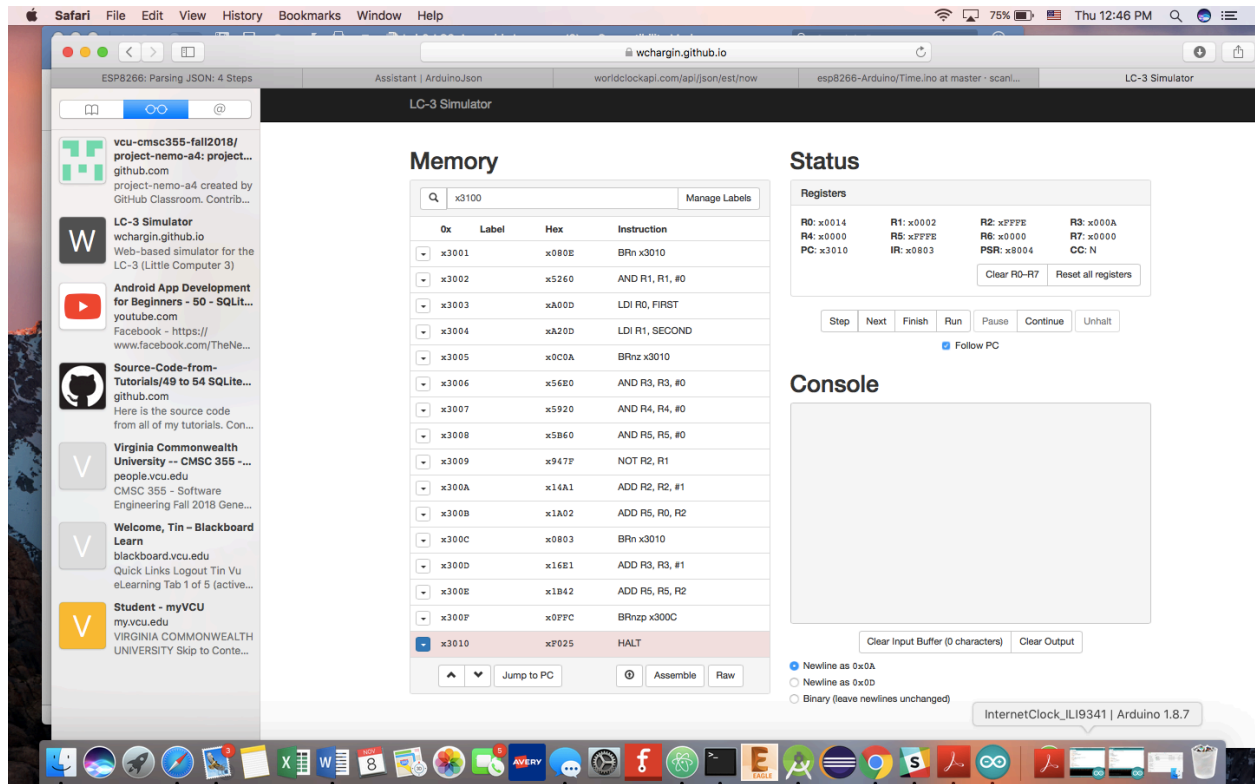 Safari File Edit View History Bookmarks Window Help 75% Thu 12:46 PM
wchargin.github.io
ESP8266: Parsing JSON: 4 Steps Assistant | ArduinoJson worldclockapi.com/api/json/est/now esp8266-Arduino/Time.ino at master · scanl... LC-3 Simulator
@
vcu-cmsc355-fall2018/
project-nemo-a4: project...
github.com
project-nemo-a4 created by
GitHub Classroom. Contrib...
W
LC-3 Simulator
wchargin.github.io
Web-based simulator for the
LC-3 (Little Computer 3)
Android App Development
for Beginners - 50 - SQLit...
youtube.com
Facebook - https://
www.facebook.com/TheNe...
Source-Code-from-
Tutorials/49 to 54 SQLite...
github.com
Here is the source code
from all of my tutorials. Con...
V
Virginia Commonwealth
University -- CMSC 355 -...
people.vcu.edu
CMSC 355 - Software
Engineering Fall 2018 Gene...
V
Welcome, Tin – Blackboard
Learn
blackboard.vcu.edu
Quick Links Logout Tin Vu
eLearning Tab 1 of 5 (active...
V
Student - myVCU
my.vcu.edu
VIRGINIA COMMONWEALTH
UNIVERSITY Skip to Conte...
LC-3 Simulator
Memory
x3100 Manage Labels
0x Label Hex Instruction
x3001 x080E BRn x3010
x3002 x5260 AND R1, R1, #0
x3003 xA00D LDI R0, FIRST
x3004 xA20D LDI R1, SECOND
x3005 x0C0A BRnz x3010
x3006 x56E0 AND R3, R3, #0
x3007 x5920 AND R4, R4, #0
x3008 x5B60 AND R5, R5, #0
x3009 x947F NOT R2, R1
x300A x14A1 ADD R2, R2, #1
x300B x1A02 ADD R5, R0, R2
x300C x0803 BRn x3010
x300D x16E1 ADD R3, R3, #1
x300E x1B42 ADD R5, R5, R2
x300F x0FFC BRnzp x300C
x3010 xF025 HALT
Jump to PC Assemble Raw
Status
Registers
R0: x0014 R1: x0002 R2: xFFFE R3: x000A
R4: x0000 R5: xFFFE R6: x0000 R7: x0000
PC: x3010 IR: x0803 PSR: x8004 CC: N
Clear R0–R7 Reset all registers
Step Next Finish Run Pause Continue Unhalt
Follow PC
Console
Clear Input Buffer (0 characters) Clear Output
Newline as 0x0A
Newline as 0x0D
Binary (leave newlines unchanged)
InternetClock_ILI9341 | Arduino 1.8.7
3 NOV 8 5 AVERY EAGLE